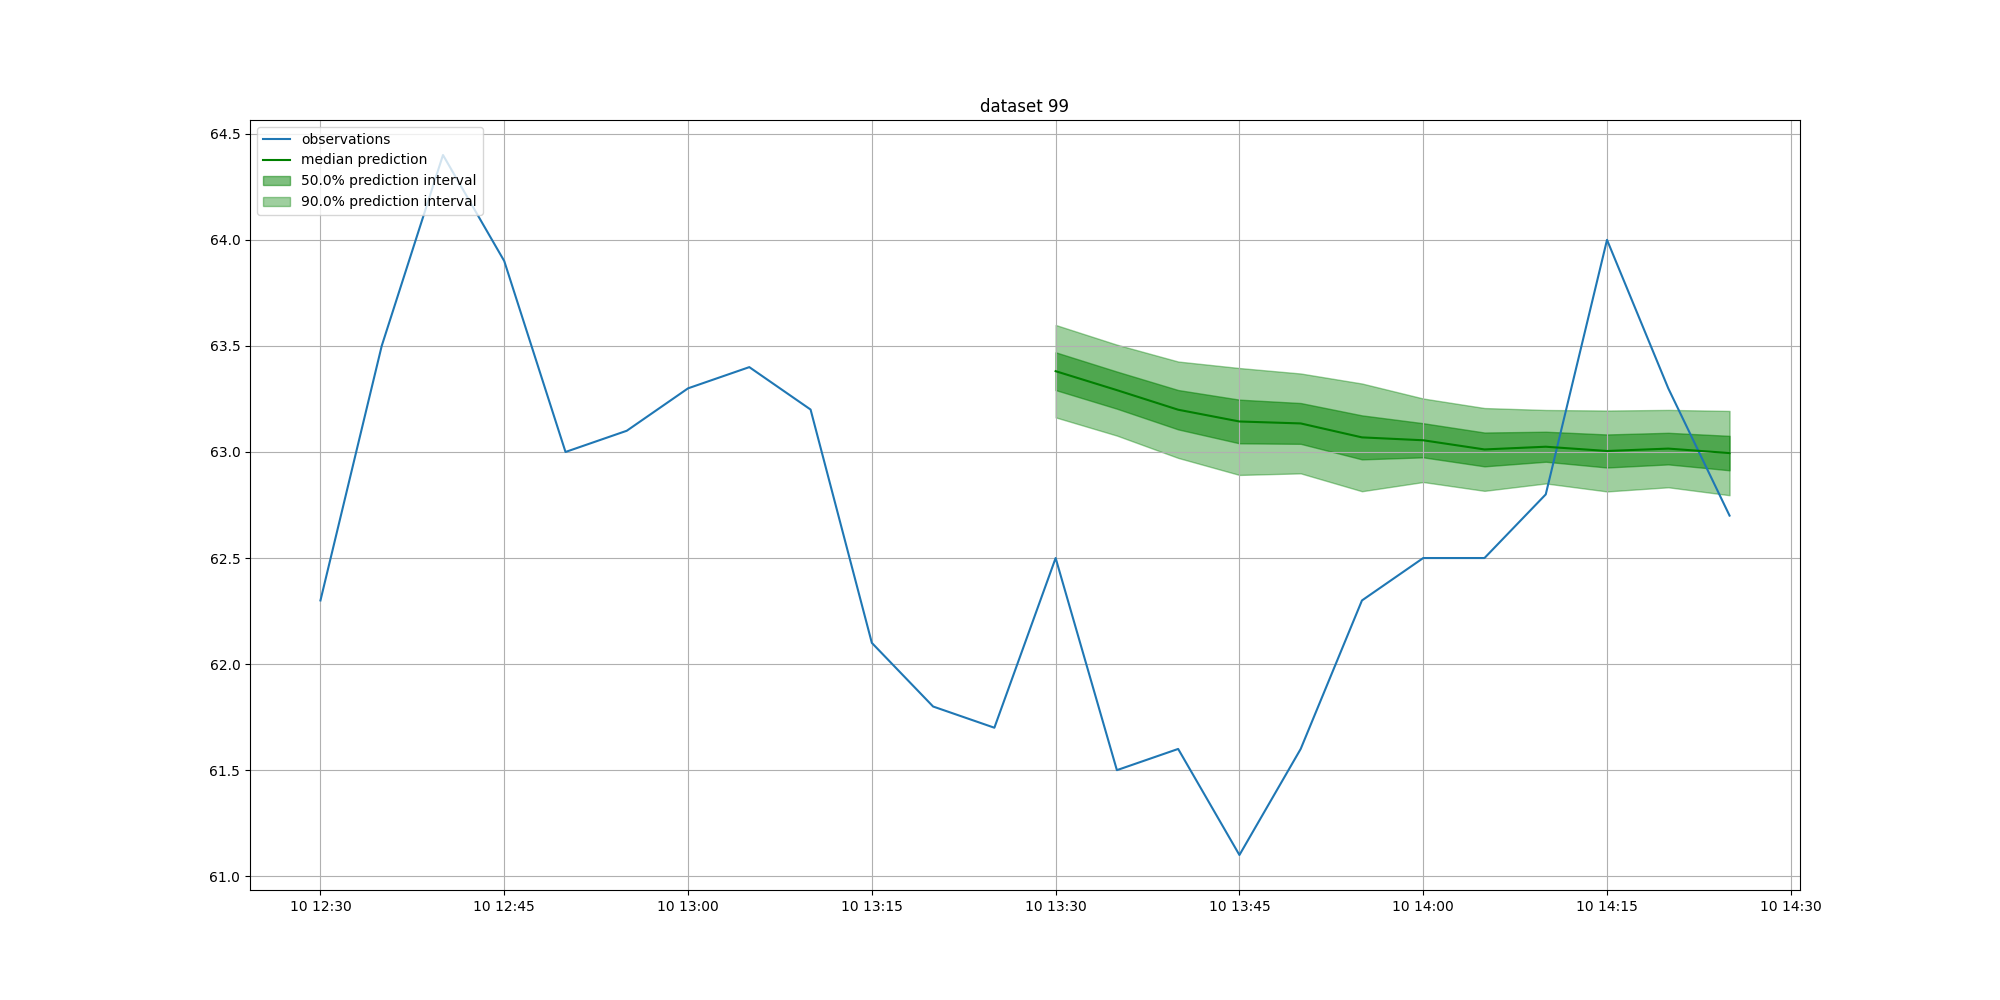 dataset 99
observations
median prediction
50.0% prediction interval
90.0% prediction interval
64.5
64.0
63.5
63.0
62.5
62.0
61.5
61.0
10 12:30 10 12:45 10 13:00 10 13:15 10 13:30 10 13:45 10 14:00 10 14:15 10 14:30